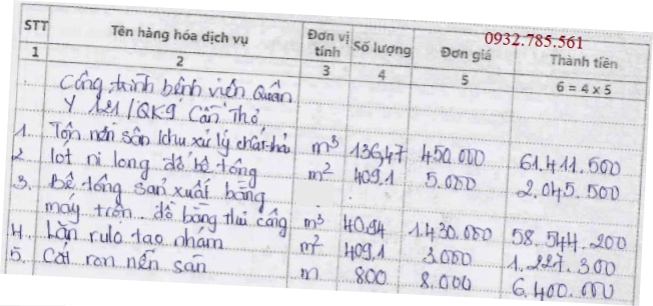 0932.785.561
STT Tên hàng hóa dịch vụ Đơn vị tính Số lượng Đơn giá Thành tiền
1 2 3 4 5 6 = 4 x 5
Công trình bệnh viện Quân
Y 121/QK9 Cần Thơ
1. Tôn nền sân khu xử lý chất thải m³ 136,47 450.000 61.411.500
2 lót ni long đổ bê tông m² 409,1 5.000 2.045.500
3. Bê tông sản xuất bằng
máy trộn.. đổ bằng thủ công m³ 40.94 1.430.000 58.544.200
4. Lăn rulo tạo nhám m² 409,1 3.000 1.227.300
5. Cắt ron nền sân m 800 8.000 6.400.000